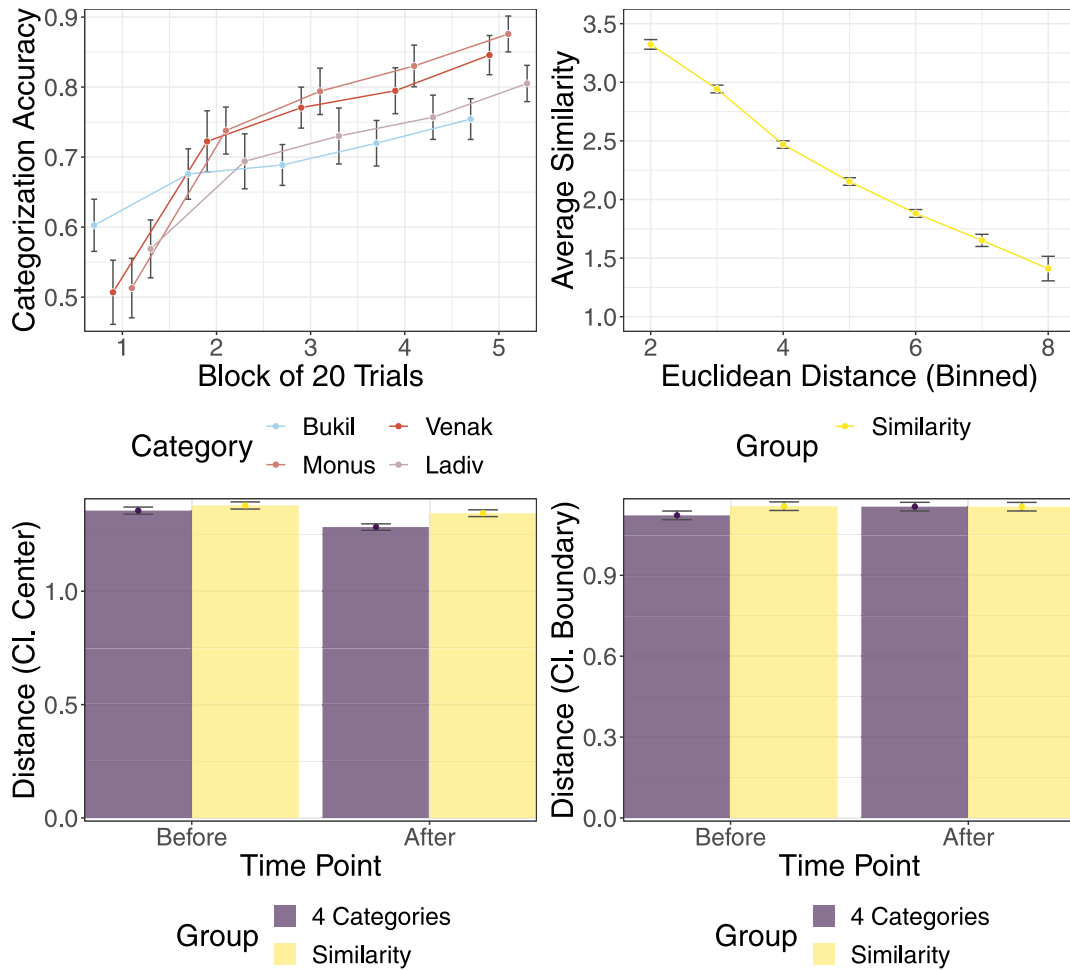 Categorization Accuracy
0.9
0.8
0.7
0.6
0.5
1 2 3 4 5
Block of 20 Trials
Category
Bukil
Venak
Monus
Ladiv
Average Similarity
3.5
3.0
2.5
2.0
1.5
1.0
2 4 6 8
Euclidean Distance (Binned)
Group
Similarity
Distance (Cl. Center)
1.0
0.5
0.0
Before After
Time Point
Group
4 Categories
Similarity
Distance (Cl. Boundary)
0.9
0.6
0.3
0.0
Before After
Time Point
Group
4 Categories
Similarity